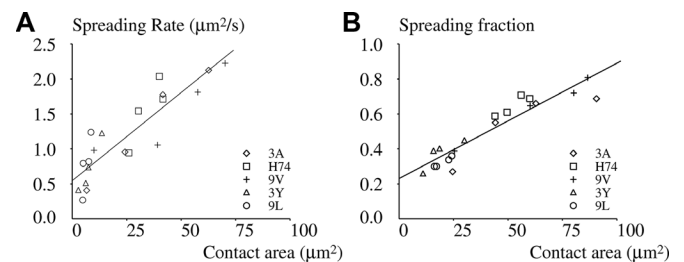 A Spreading Rate (μm2/s)
2.5
2.0
1.5
1.0
0.5
0.0
0 25 50 75 100
Contact area (μm2)
3A
H74
9V
3Y
9L
B Spreading fraction
1.0
0.8
0.6
0.4
0.2
0.0
0 25 50 75 100
Contact area (μm2)
3A
H74
9V
3Y
9L